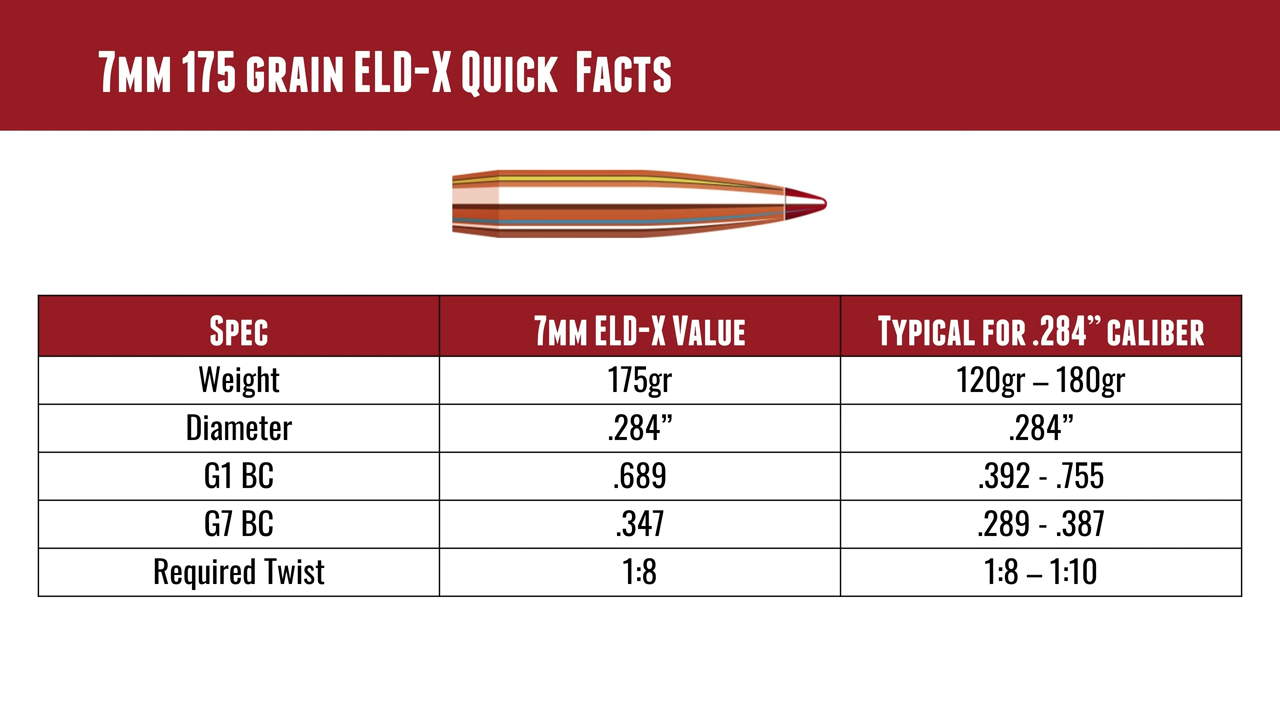 7mm 175 grain ELD-X Quick Facts
Spec 7mm ELD-X Value Typical for .284” caliber
Weight 175gr 120gr – 180gr
Diameter .284” .284”
G1 BC .689 .392 - .755
G7 BC .347 .289 - .387
Required Twist 1:8 1:8 – 1:10